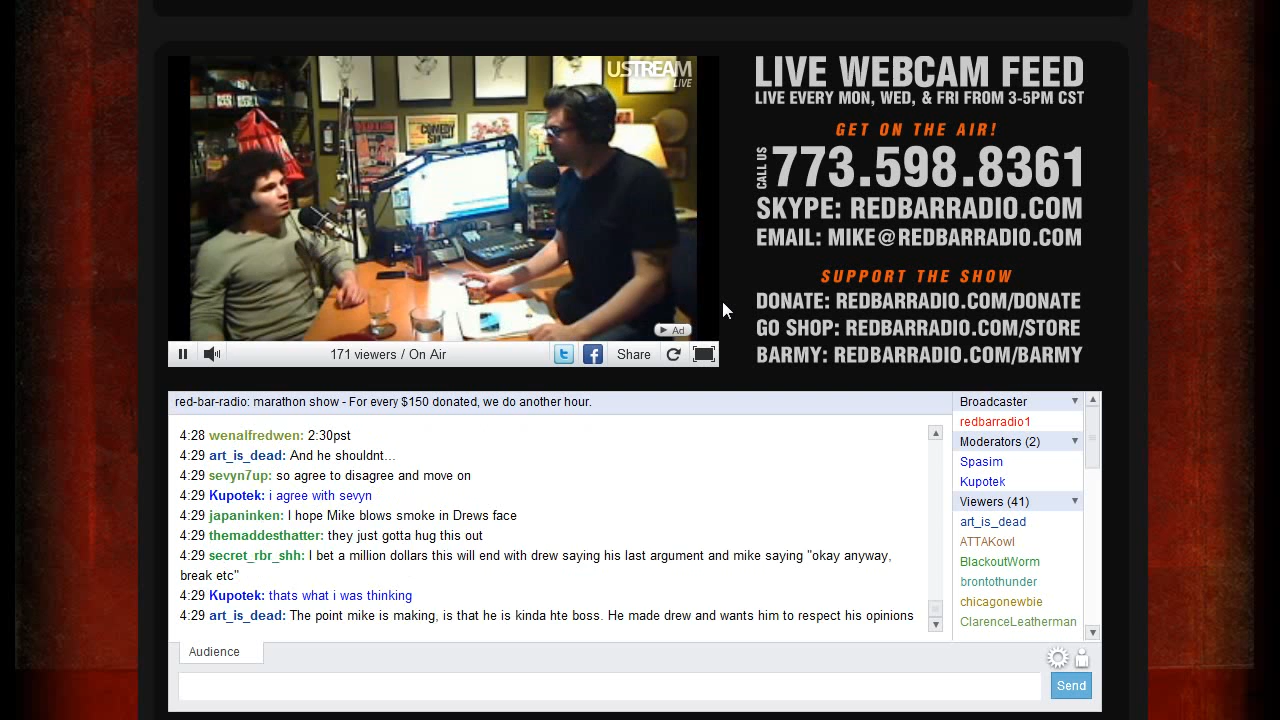 USTREAM
LIVE
COMEDY
SHOW
Ad
171 viewers / On Air
Share
LIVE WEBCAM FEED
LIVE EVERY MON, WED, & FRI FROM 3-5PM CST
GET ON THE AIR!
CALL US
773.598.8361
SKYPE: REDBARRADIO.COM
EMAIL: MIKE@REDBARRADIO.COM
SUPPORT THE SHOW
DONATE: REDBARRADIO.COM/DONATE
GO SHOP: REDBARRADIO.COM/STORE
BARMY: REDBARRADIO.COM/BARMY
red-bar-radio: marathon show - For every $150 donated, we do another hour.
4:28 wenalfredwen: 2:30pst
4:29 art_is_dead: And he shouldnt...
4:29 sevyn7up: so agree to disagree and move on
4:29 Kupotek: i agree with sevyn
4:29 japaninken: I hope Mike blows smoke in Drews face
4:29 themaddesthatter: they just gotta hug this out
4:29 secret_rbr_shh: I bet a million dollars this will end with drew saying his last argument and mike saying "okay anyway,
break etc"
4:29 Kupotek: thats what i was thinking
4:29 art_is_dead: The point mike is making, is that he is kinda hte boss. He made drew and wants him to respect his opinions
Broadcaster
redbarradio1
Moderators (2)
Spasim
Kupotek
Viewers (41)
art_is_dead
ATTAKowl
BlackoutWorm
brontothunder
chicagonewbie
ClarenceLeatherman
Audience
Send